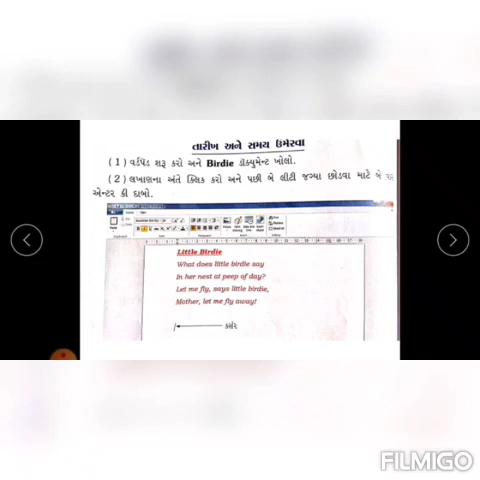 તારીખ અને સમય ઉમેરવા
(1) વર્ડપૅડ શરૂ કરો અને Birdie ડૉક્યુમેન્ટ ખોલો.
(2) લખાણના અંતે ક્લિક કરો અને પછી બે લીટી જગ્યા છોડવા માટે બે
એન્ટર કી દાબો.
Little Birdie
What does little birdie say
In her nest at peep of day?
Let me fly, says little birdie,
Mother, let me fly away!
કર્સર
FILMIGO